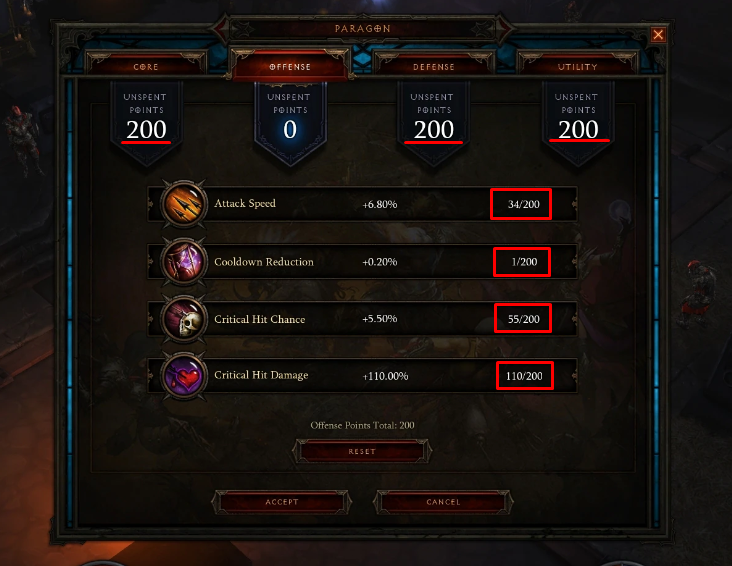 PARAGON
CORE
OFFENSE
DEFENSE
UTILITY
UNSPENT
POINTS
200
UNSPENT
POINTS
0
UNSPENT
POINTS
200
UNSPENT
POINTS
200
Attack Speed +6.80% 34/200
Cooldown Reduction +0.20% 1/200
Critical Hit Chance +5.50% 55/200
Critical Hit Damage +110.00% 110/200
Offense Points Total: 200
RESET
ACCEPT
CANCEL